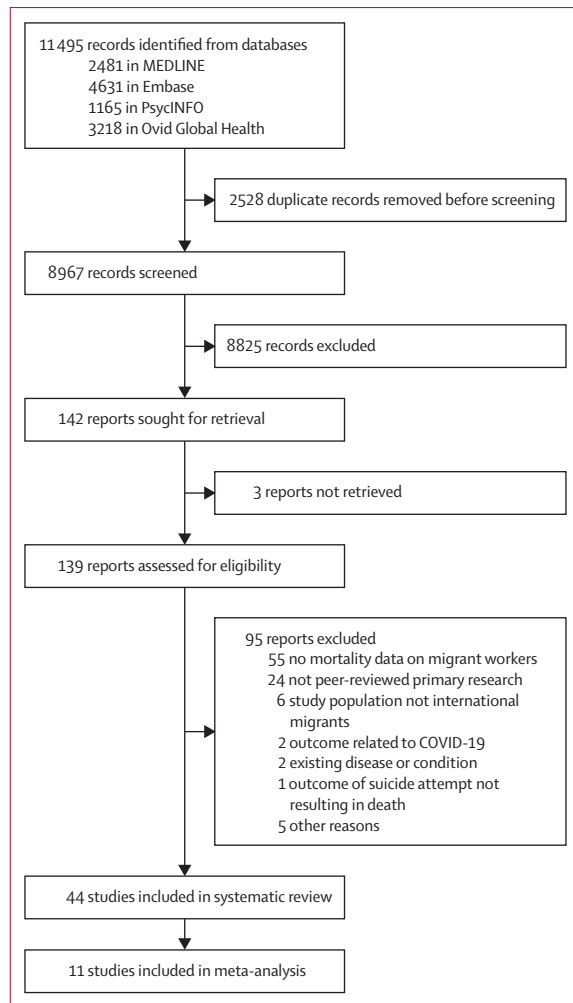 11 495 records identified from databases
2481 in MEDLINE
4631 in Embase
1165 in PsycINFO
3218 in Ovid Global Health
2528 duplicate records removed before screening
8967 records screened
8825 records excluded
142 reports sought for retrieval
3 reports not retrieved
139 reports assessed for eligibility
95 reports excluded
55 no mortality data on migrant workers
24 not peer-reviewed primary research
6 study population not international
migrants
2 outcome related to COVID-19
2 existing disease or condition
1 outcome of suicide attempt not
resulting in death
5 other reasons
44 studies included in systematic review
11 studies included in meta-analysis